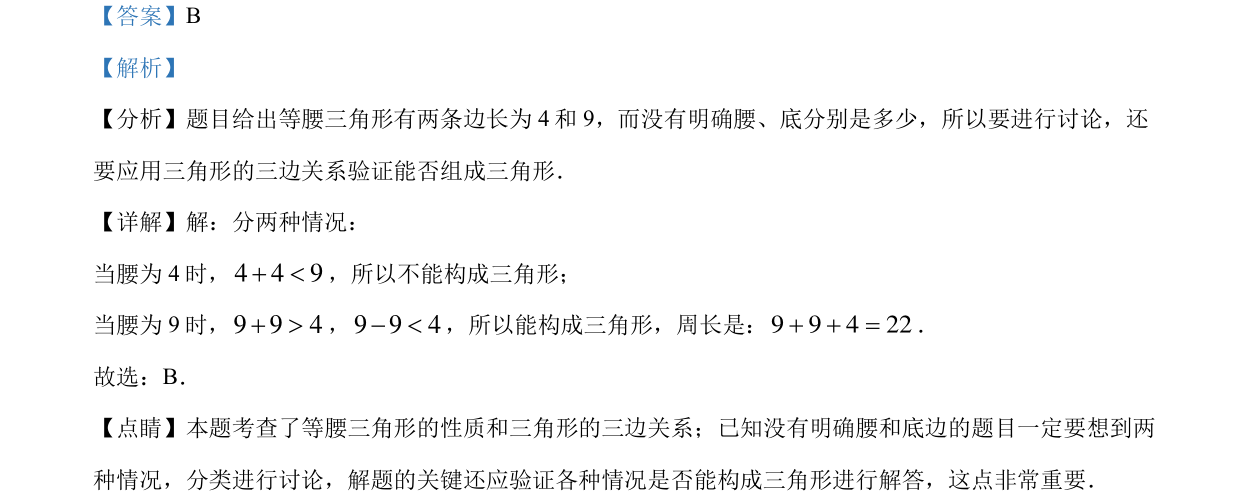 【答案】B
【解析】
【分析】题目给出等腰三角形有两条边长为 4 和 9，而没有明确腰、底分别是多少，所以要进行讨论，还
要应用三角形的三边关系验证能否组成三角形．
【详解】解：分两种情况：
当腰为 4 时，4+4<9，所以不能构成三角形；
当腰为 9 时，9+9>4，9−9<4，所以能构成三角形，周长是：9+9+4=22．
故选：B．
【点睛】本题考查了等腰三角形的性质和三角形的三边关系；已知没有明确腰和底边的题目一定要想到两
种情况，分类进行讨论，解题的关键还应验证各种情况是否能构成三角形进行解答，这点非常重要．